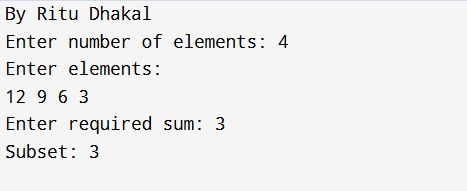 By Ritu Dhakal
Enter number of elements: 4
Enter elements:
12 9 6 3
Enter required sum: 3
Subset: 3